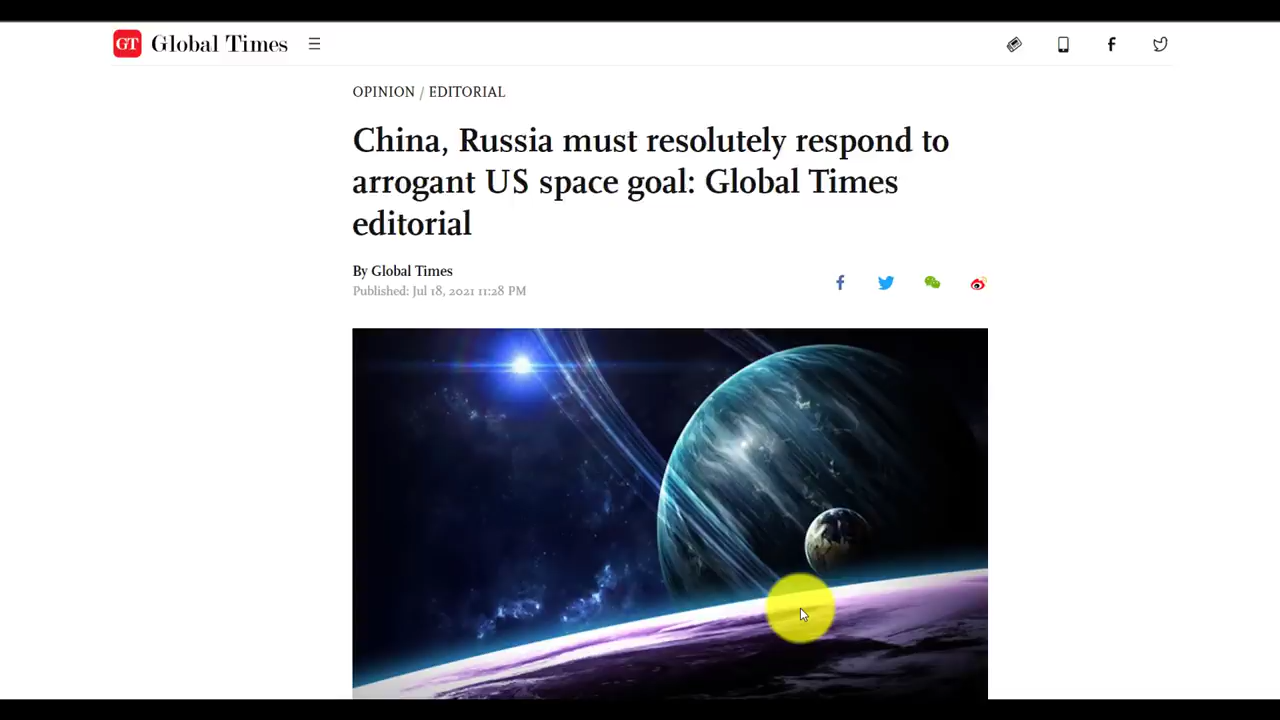 GT Global Times
OPINION / EDITORIAL
China, Russia must resolutely respond to
arrogant US space goal: Global Times
editorial
By Global Times
Published: Jul 18, 2021 11:28 PM